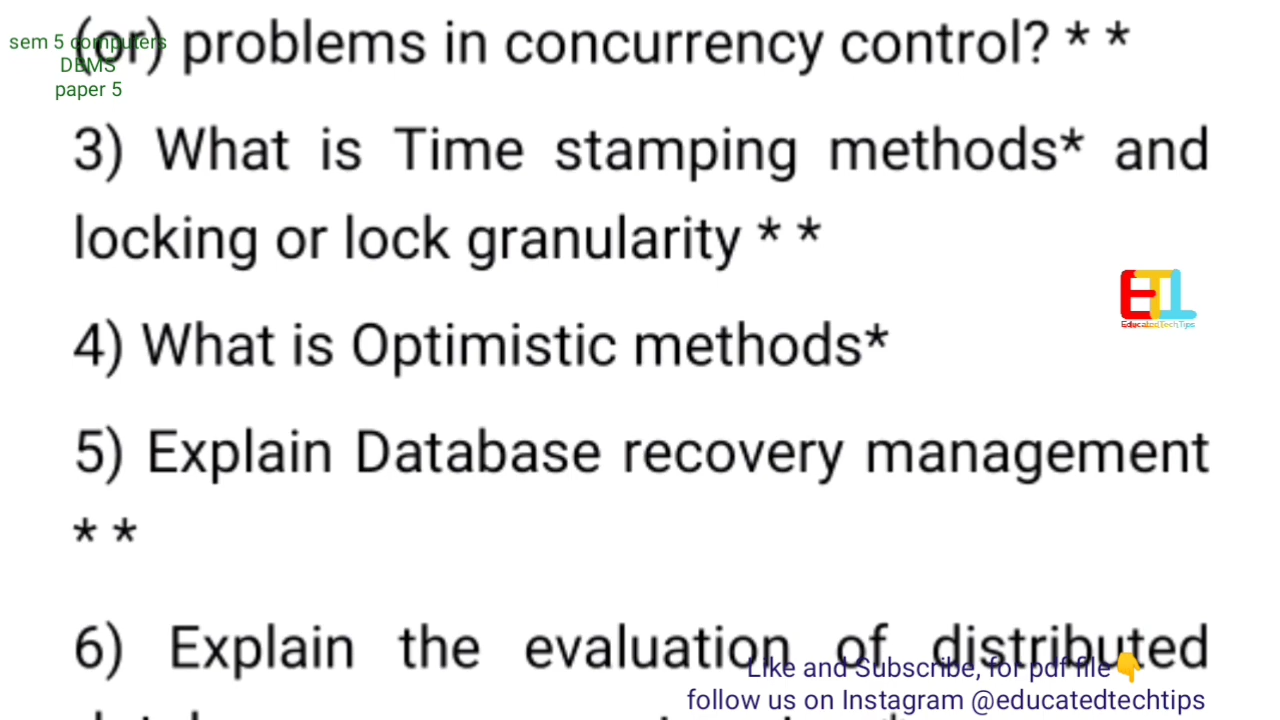 sem 5 computers
DBMS
paper 5
(or) problems in concurrency control? * *
3) What is Time stamping methods* and
locking or lock granularity * *
4) What is Optimistic methods*
ETL
EducatedTechTips
5) Explain Database recovery management
* *
6) Explain the evaluation of distributed
Like and Subscribe, for pdf file👇
follow us on Instagram @educatedtechtips